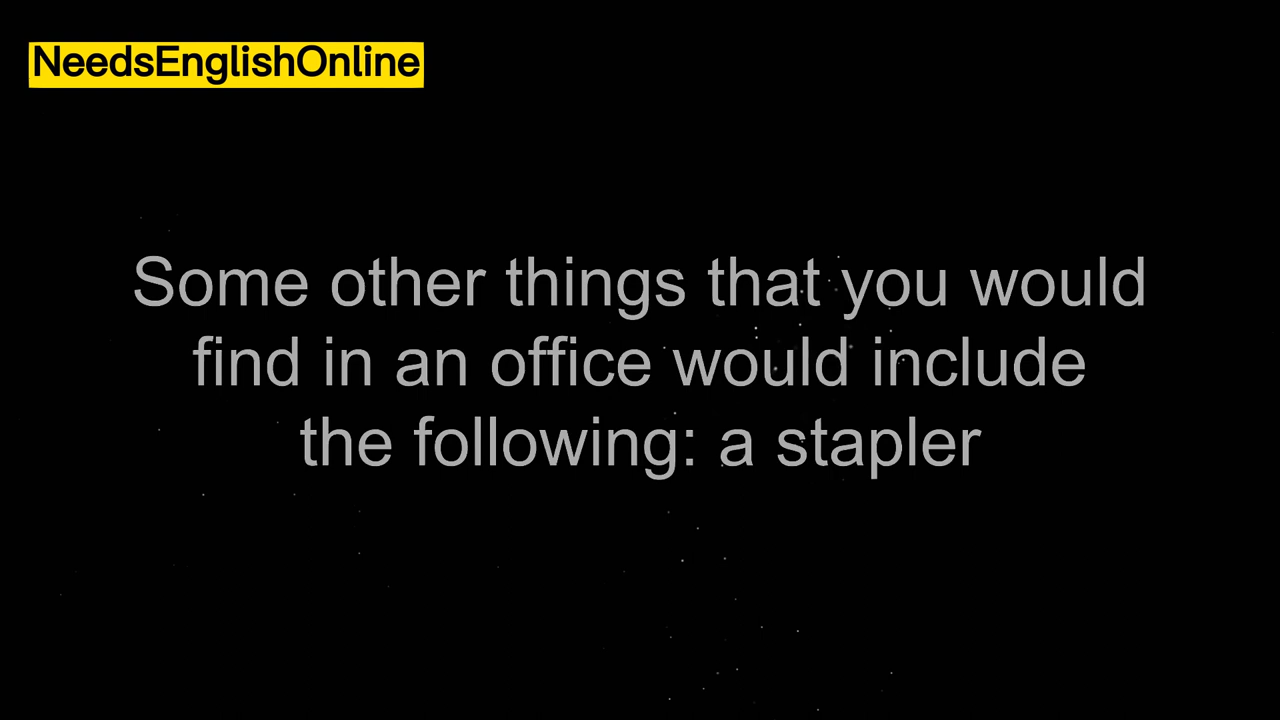 NeedsEnglishOnline
Some other things that you would
find in an office would include
the following: a stapler